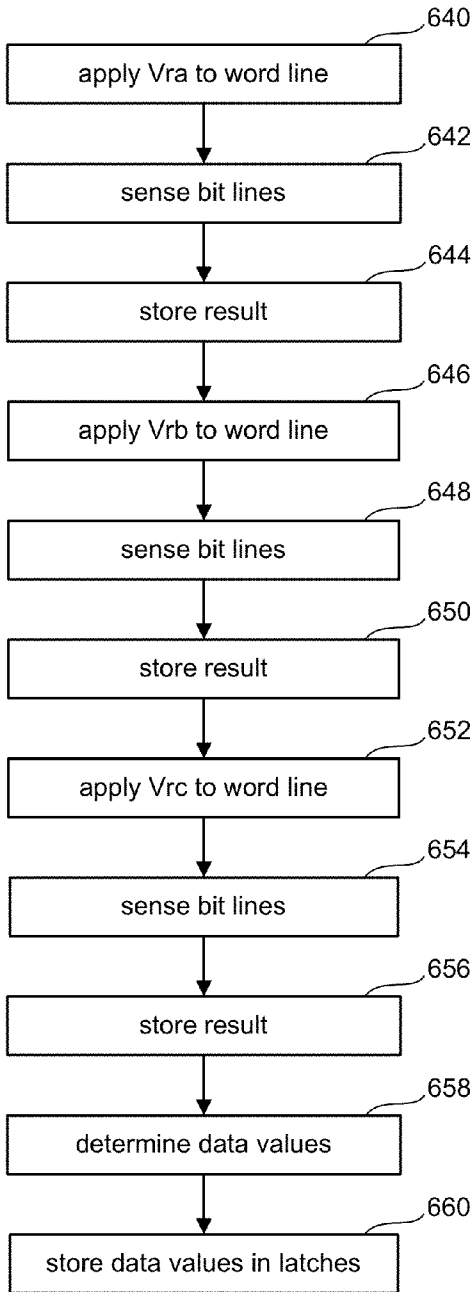 640
apply Vra to word line
642
sense bit lines
644
store result
646
apply Vrb to word line
648
sense bit lines
650
store result
652
apply Vrc to word line
654
sense bit lines
656
store result
658
determine data values
660
store data values in latches